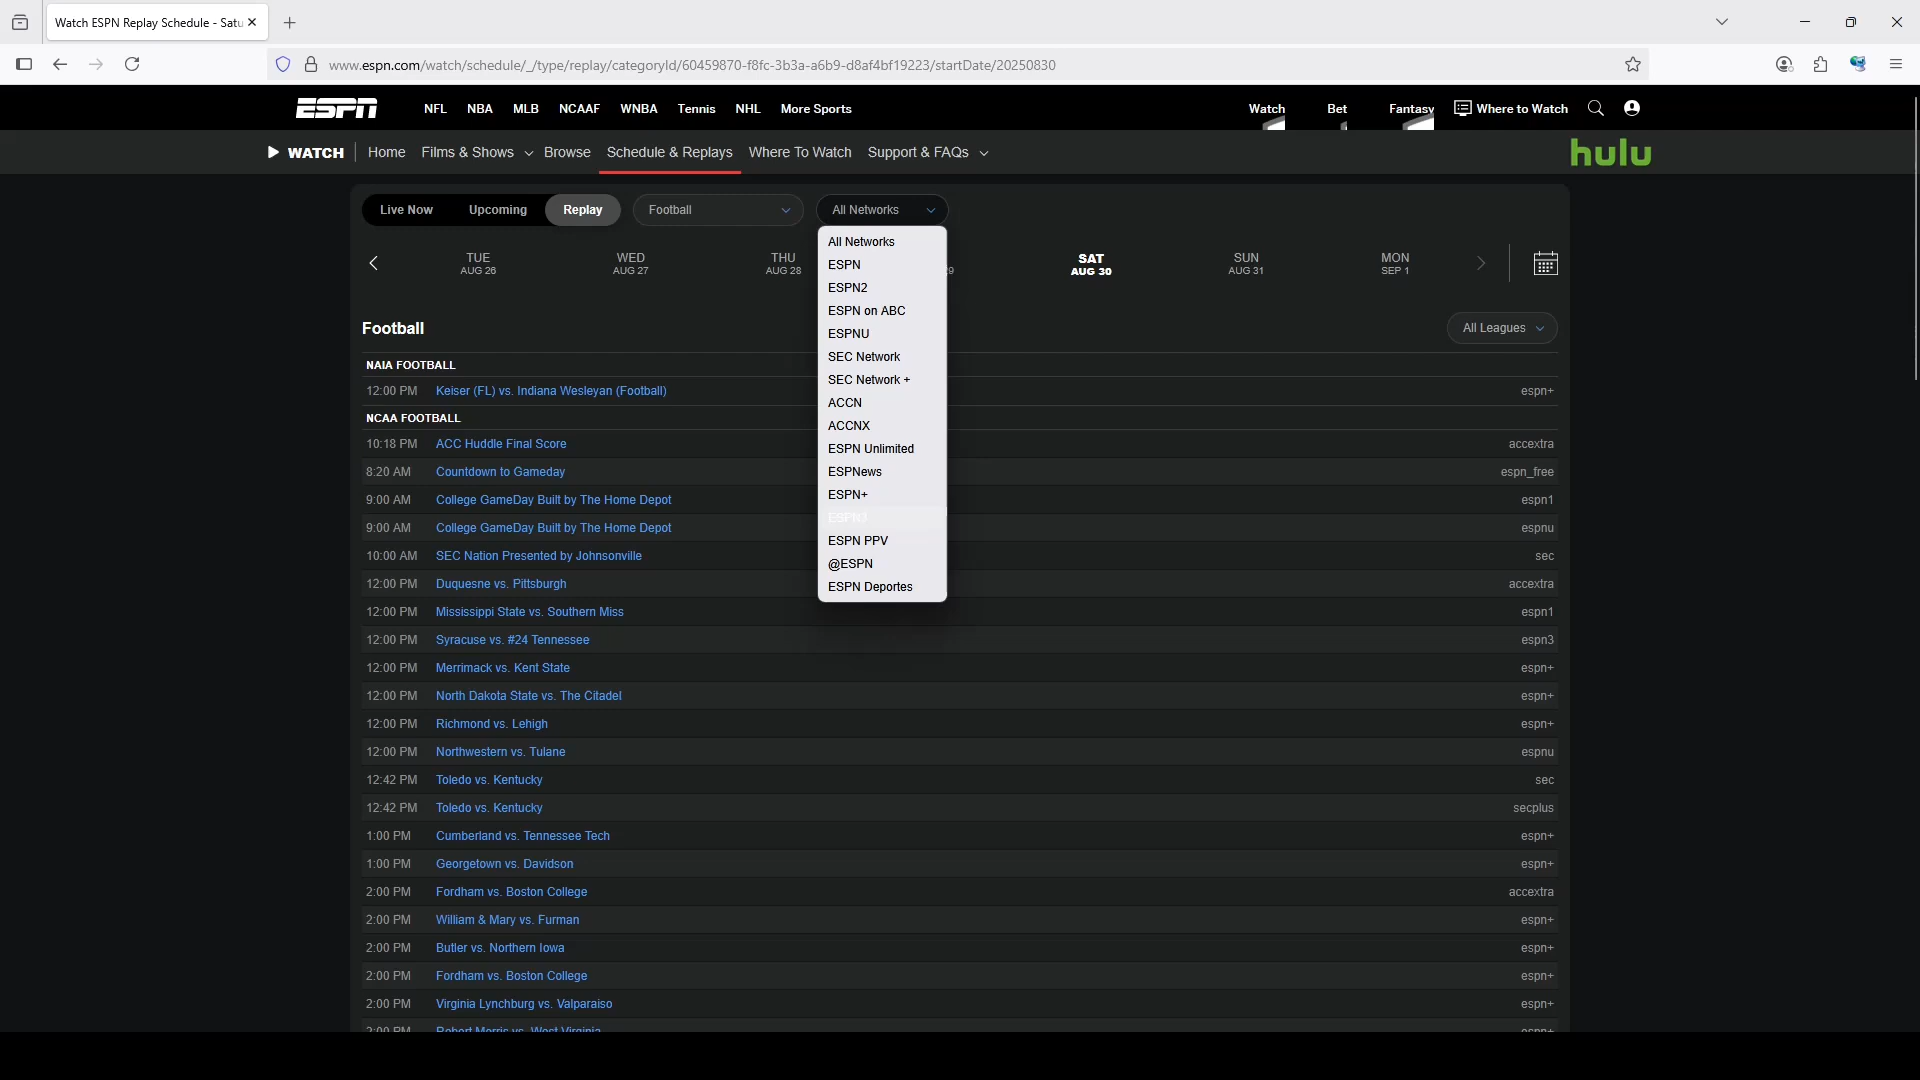 Watch ESPN Replay Schedule - Satu
www.espn.com/watch/schedule/_/type/replay/categoryId/60459870-f8fc-3b3a-a6b9-d8af4bf19223/startDate/20250830
ESPN NFL NBA MLB NCAAF WNBA Tennis NHL More Sports Watch Bet Fantasy Where to Watch
WATCH Home Films & Shows Browse Schedule & Replays Where To Watch Support & FAQs hulu
Live Now Upcoming Replay Football All Networks
All Networks
ESPN
ESPN2
ESPN on ABC
ESPNU
SEC Network
SEC Network +
ACCN
ACCNX
ESPN Unlimited
ESPNews
ESPN+
ESPN3
ESPN PPV
@ESPN
ESPN Deportes
TUE WED THU SAT SUN MON
AUG 26 AUG 27 AUG 28 9 AUG 30 AUG 31 SEP 1
Football All Leagues
NAIA FOOTBALL
12:00 PM Keiser (FL) vs. Indiana Wesleyan (Football) espn+
NCAA FOOTBALL
10:18 PM ACC Huddle Final Score accextra
8:20 AM Countdown to Gameday espn_free
9:00 AM College GameDay Built by The Home Depot espn1
9:00 AM College GameDay Built by The Home Depot espnu
10:00 AM SEC Nation Presented by Johnsonville sec
12:00 PM Duquesne vs. Pittsburgh accextra
12:00 PM Mississippi State vs. Southern Miss espn1
12:00 PM Syracuse vs. #24 Tennessee espn3
12:00 PM Merrimack vs. Kent State espn+
12:00 PM North Dakota State vs. The Citadel espn+
12:00 PM Richmond vs. Lehigh espn+
12:00 PM Northwestern vs. Tulane espnu
12:42 PM Toledo vs. Kentucky sec
12:42 PM Toledo vs. Kentucky secplus
1:00 PM Cumberland vs. Tennessee Tech espn+
1:00 PM Georgetown vs. Davidson espn+
2:00 PM Fordham vs. Boston College accextra
2:00 PM William & Mary vs. Furman espn+
2:00 PM Butler vs. Northern Iowa espn+
2:00 PM Fordham vs. Boston College espn+
2:00 PM Virginia Lynchburg vs. Valparaiso espn+
2:00 PM Robert Morris vs. West Virginia espn+